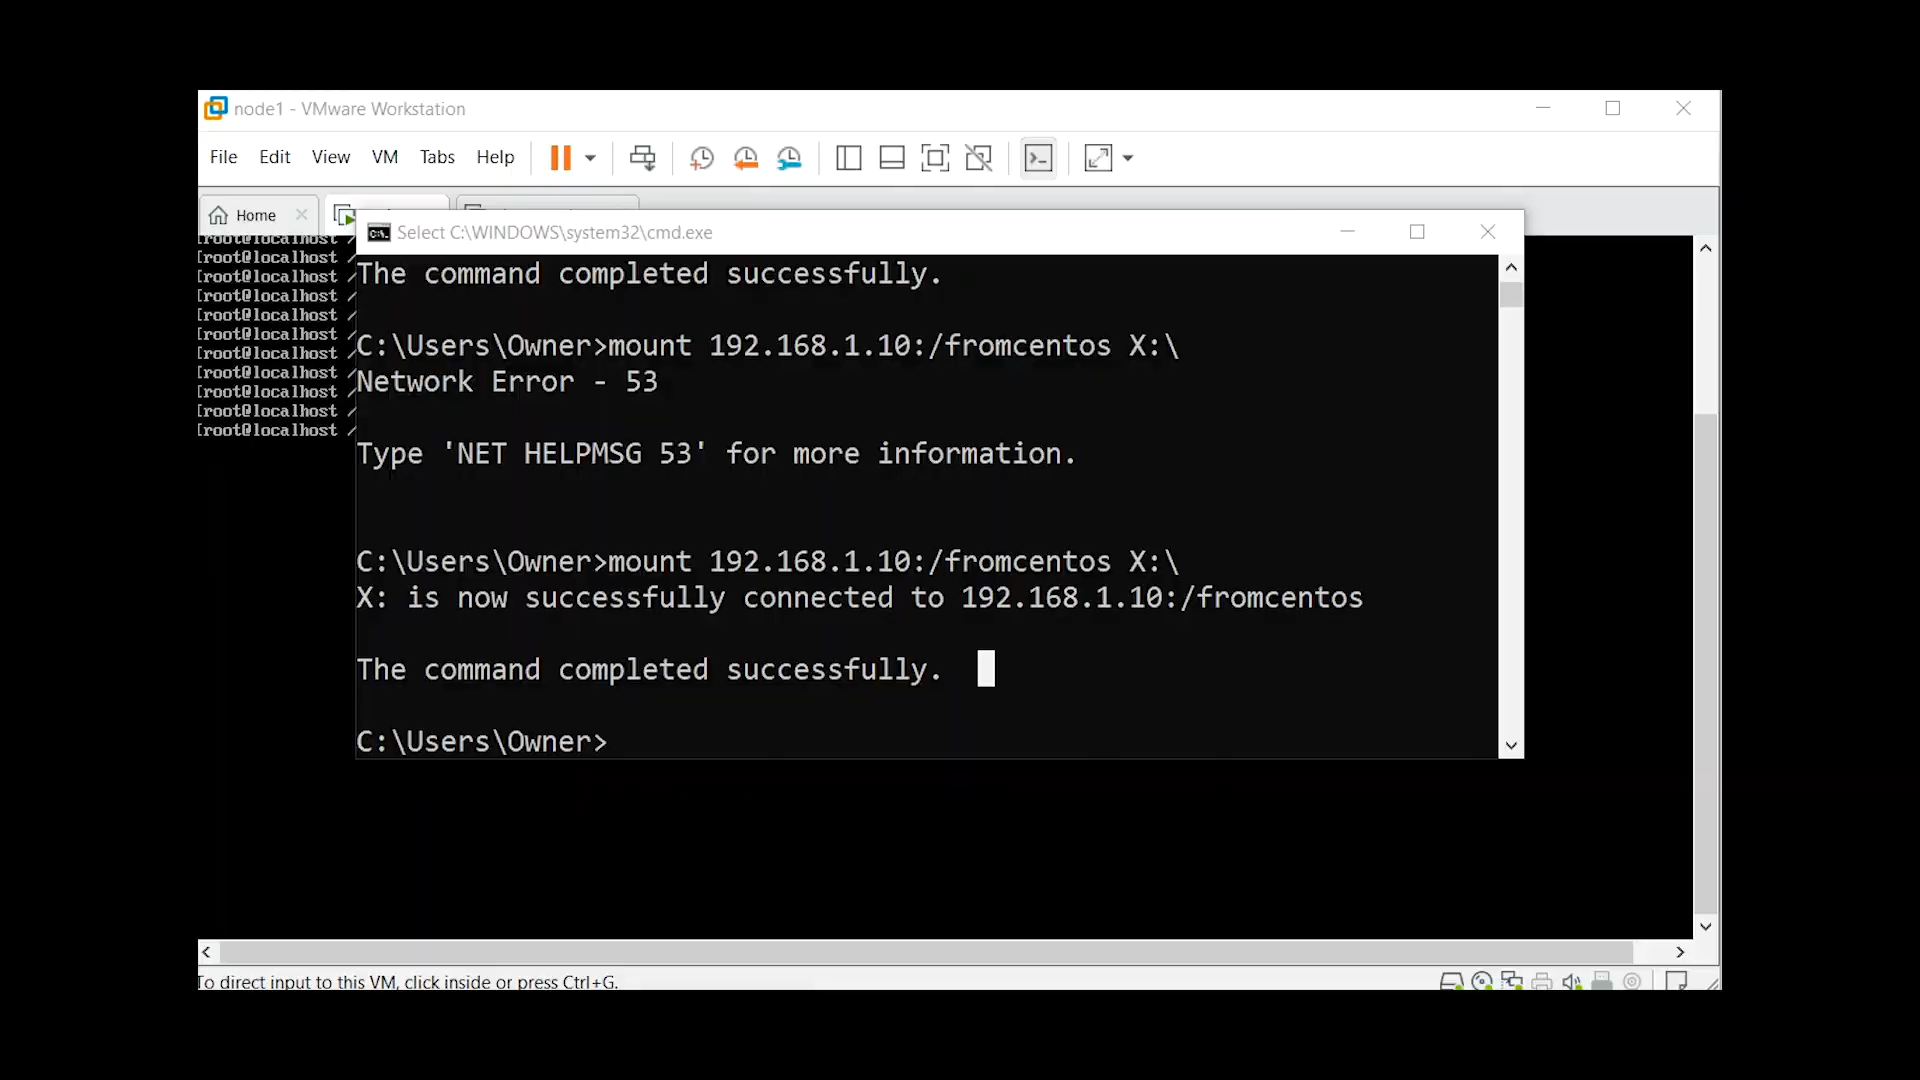 node1 - VMware Workstation
File Edit View VM Tabs Help
Home
Select C:\WINDOWS\system32\cmd.exe
[root@localhost /
[root@localhost /
[root@localhost /
[root@localhost /
[root@localhost /
[root@localhost /
[root@localhost /
[root@localhost /
[root@localhost /
[root@localhost /
[root@localhost /
The command completed successfully.
C:\Users\Owner>mount 192.168.1.10:/fromcentos X:\
Network Error - 53
Type 'NET HELPMSG 53' for more information.
C:\Users\Owner>mount 192.168.1.10:/fromcentos X:\
X: is now successfully connected to 192.168.1.10:/fromcentos
The command completed successfully.
C:\Users\Owner>
To direct input to this VM, click inside or press Ctrl+G.